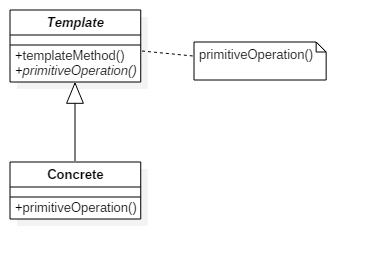 Template
+templateMethod()
+primitiveOperation()
primitiveOperation()
Concrete
+primitiveOperation()